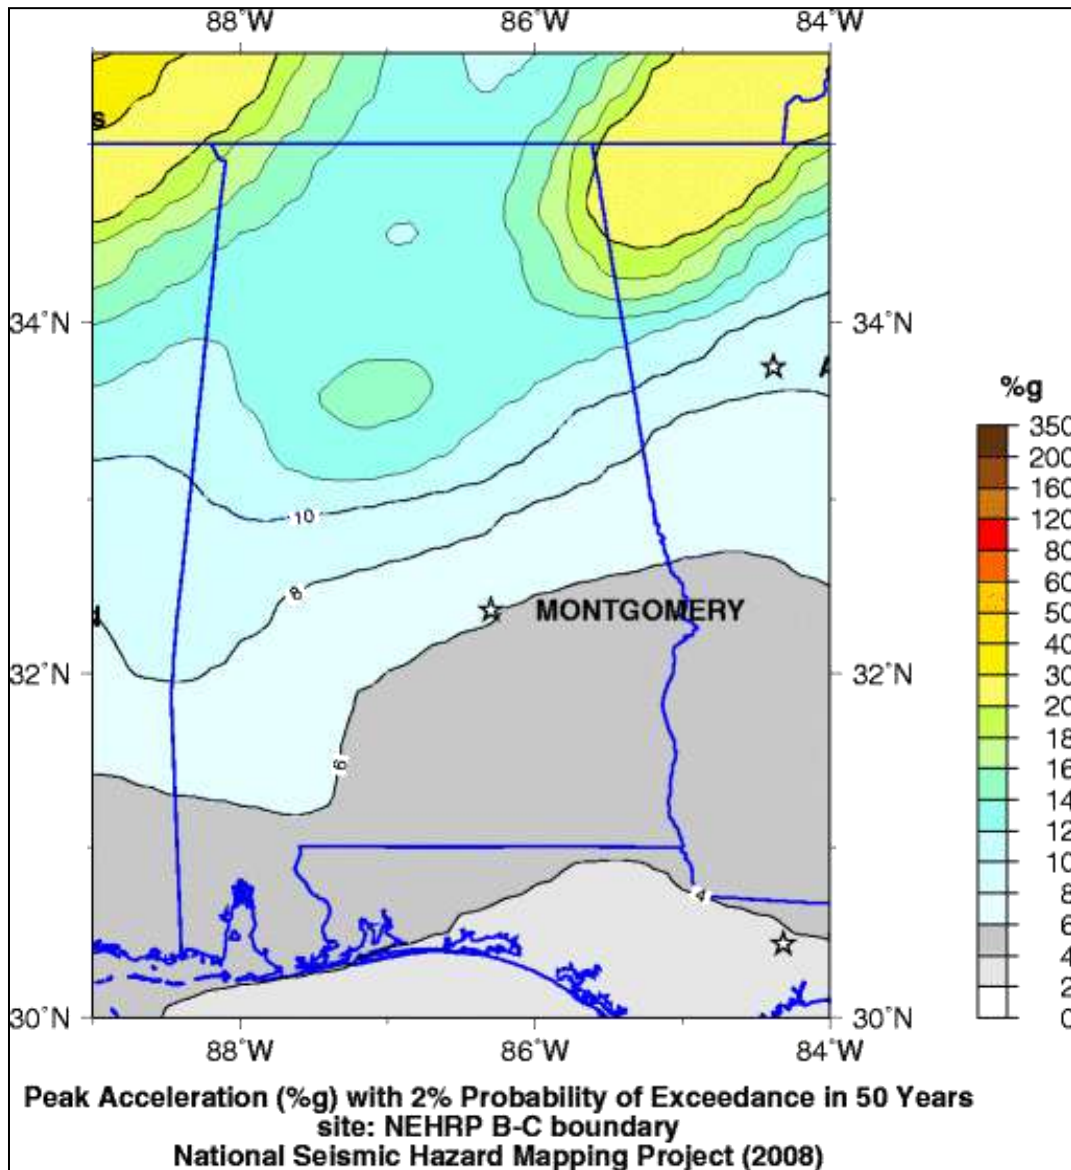 88°W 86°W 84°W
s
34°N 34°N
A
%g
350
200
160
120
80
60
50
40
30
20
18
16
14
12
10
8
6
4
2
0
10
8
d
MONTGOMERY
32°N 32°N
6
4
30°N 30°N
88°W 86°W 84°W
Peak Acceleration (%g) with 2% Probability of Exceedance in 50 Years
site: NEHRP B-C boundary
National Seismic Hazard Mapping Project (2008)